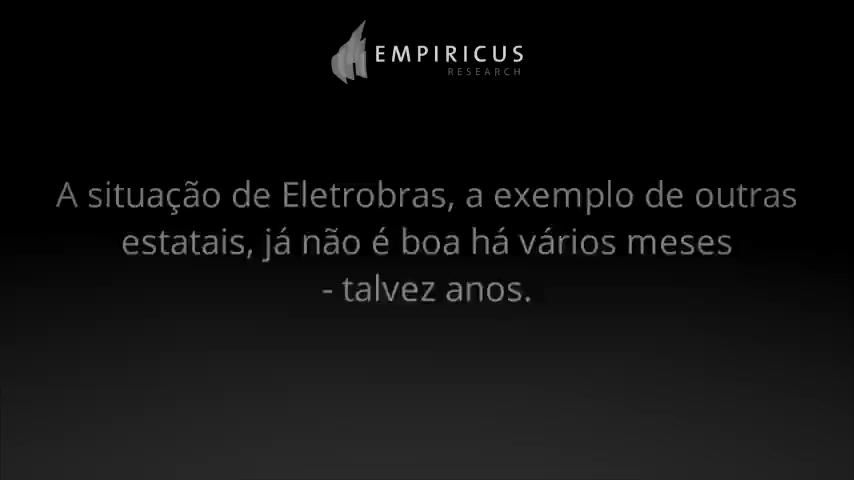 EMPIRICUS
RESEARCH
A situação de Eletrobras, a exemplo de outras
estatais, já não é boa há vários meses
- talvez anos.